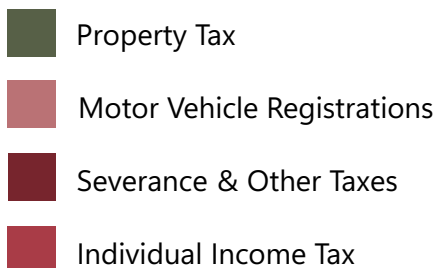 Property Tax
Motor Vehicle Registrations
Severance & Other Taxes
Individual Income Tax